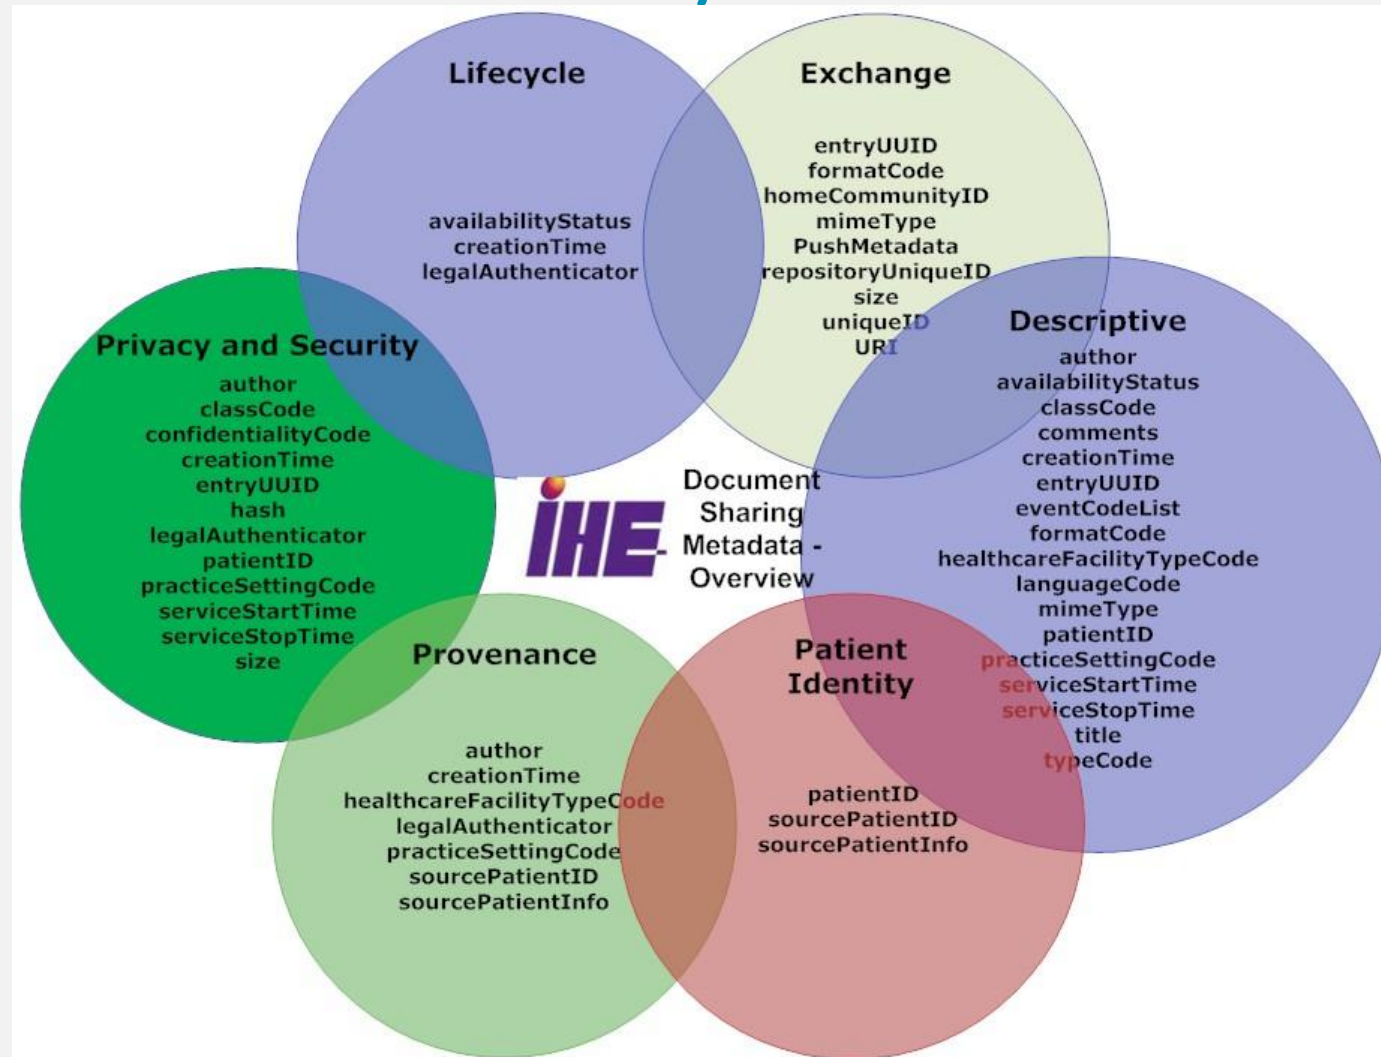 Lifecycle
availabilityStatus
creationTime
legalAuthenticator
Exchange
entryUUID
formatCode
homeCommunityID
mimeType
PushMetadata
repositoryUniqueID
size
uniqueID
URI
Privacy and Security
author
classCode
confidentialityCode
creationTime
entryUUID
hash
legalAuthenticator
patientID
practiceSettingCode
serviceStartTime
serviceStopTime
size
IHE
Document
Sharing
Metadata -
Overview
Descriptive
author
availabilityStatus
classCode
comments
creationTime
entryUUID
eventCodeList
formatCode
healthcareFacilityTypeCode
languageCode
mimeType
patientID
practiceSettingCode
serviceStartTime
serviceStopTime
title
typeCode
Provenance
author
creationTime
healthcareFacilityTypeCode
legalAuthenticator
practiceSettingCode
sourcePatientID
sourcePatientInfo
Patient
Identity
patientID
sourcePatientID
sourcePatientInfo